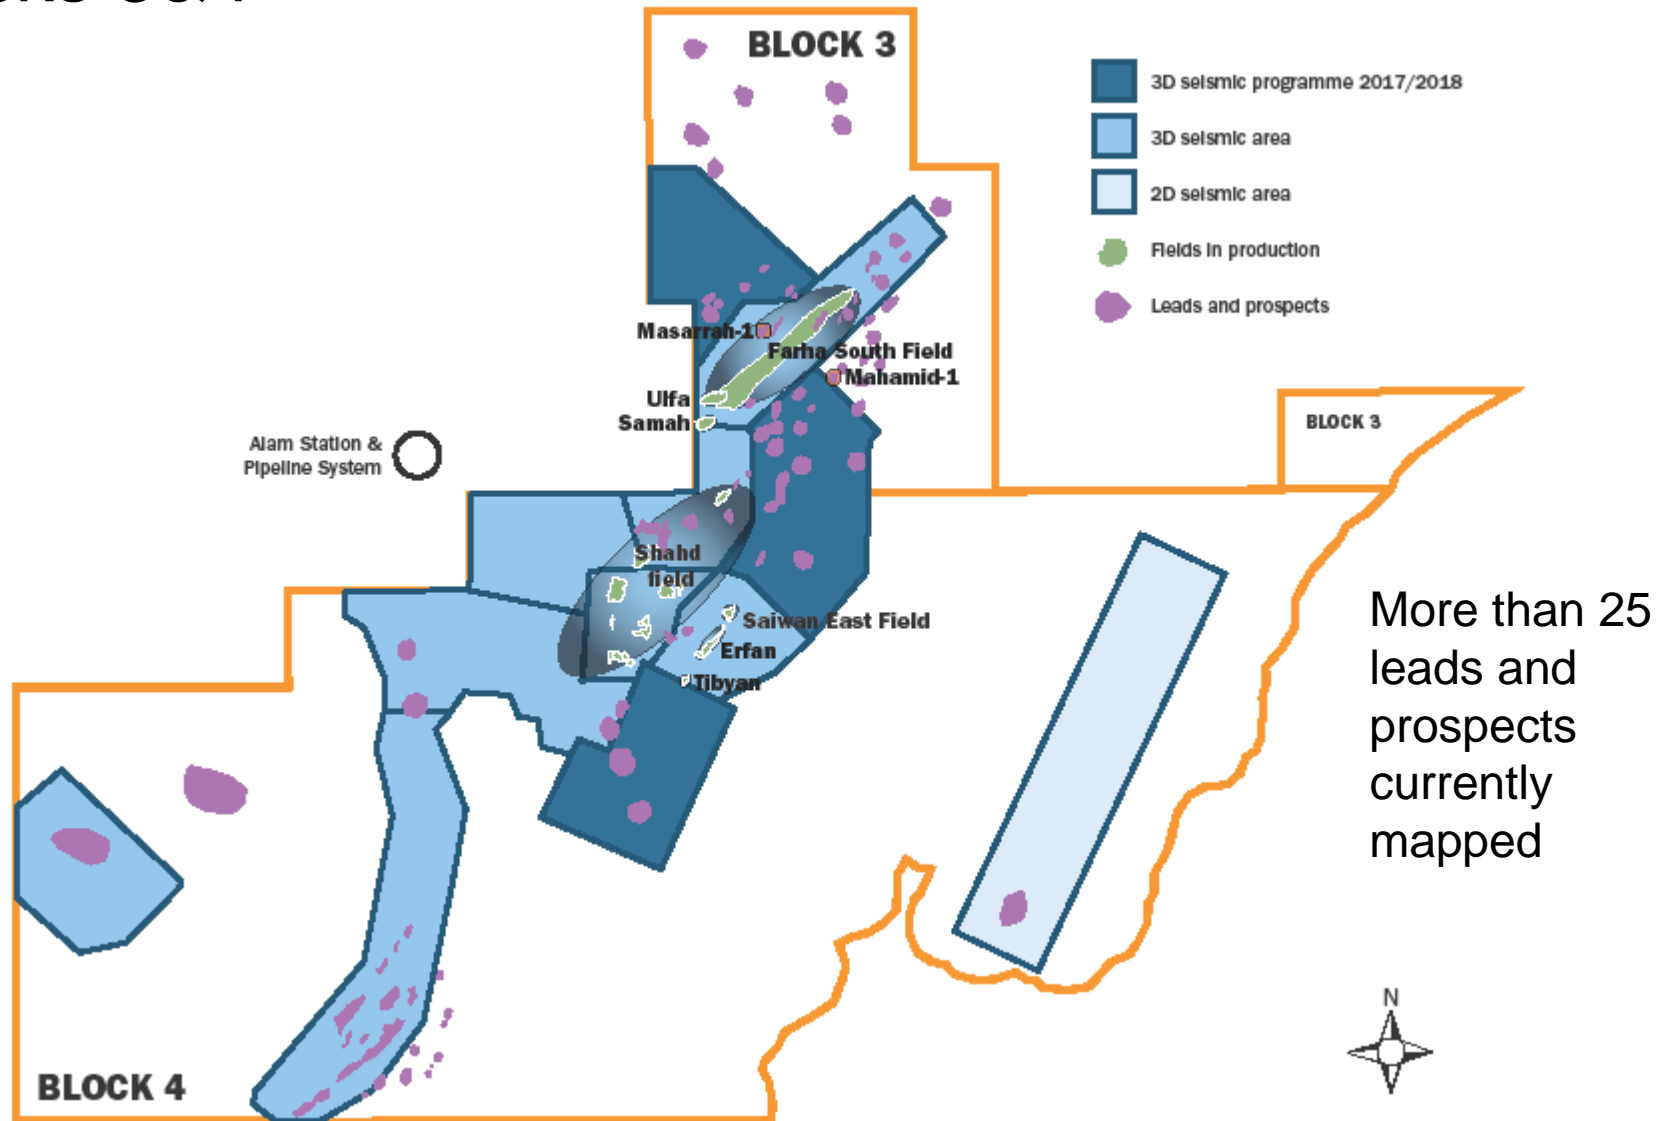 BLOCK 3
3D seismic programme 2017/2018
3D seismic area
2D seismic area
Fields in production
Leads and prospects
Masarrah-1
Farha South Field
Mahamid-1
Ulfa
Samah
BLOCK 3
Alam Station &
Pipeline System
Shahd
field
Saiwan East Field
Erfan
Tibyan
More than 25
leads and
prospects
currently
mapped
N
BLOCK 4